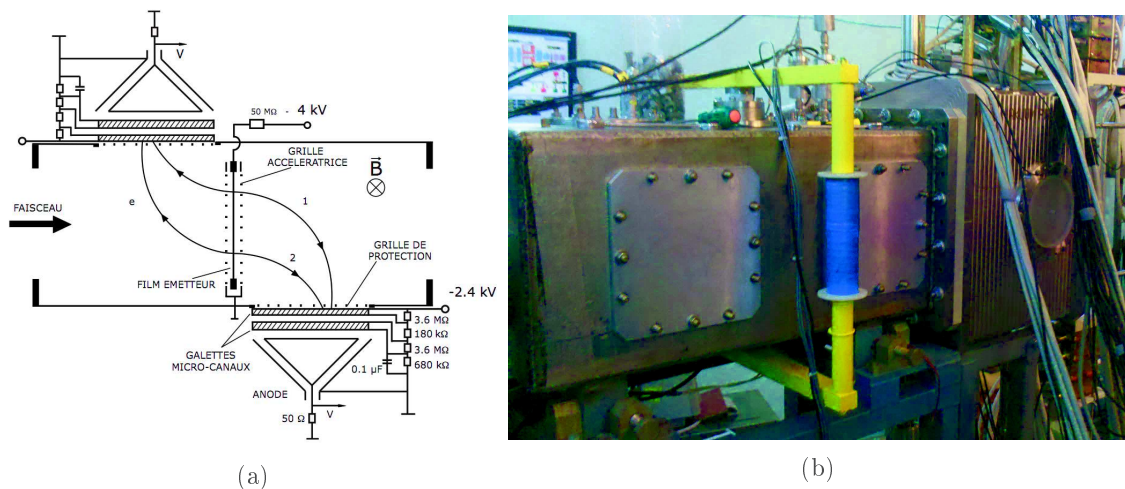 V
50 MΩ
- 4 kV
GRILLE
ACCELERATRICE
B
FAISCEAU
e
1
2
GRILLE DE
PROTECTION
FILM EMETTEUR
-2.4 kV
3.6 MΩ
180 kΩ
3.6 MΩ
680 kΩ
GALETTES
MICRO-CANAUX
0.1 µF
ANODE
50 Ω
V
(a)
(b)